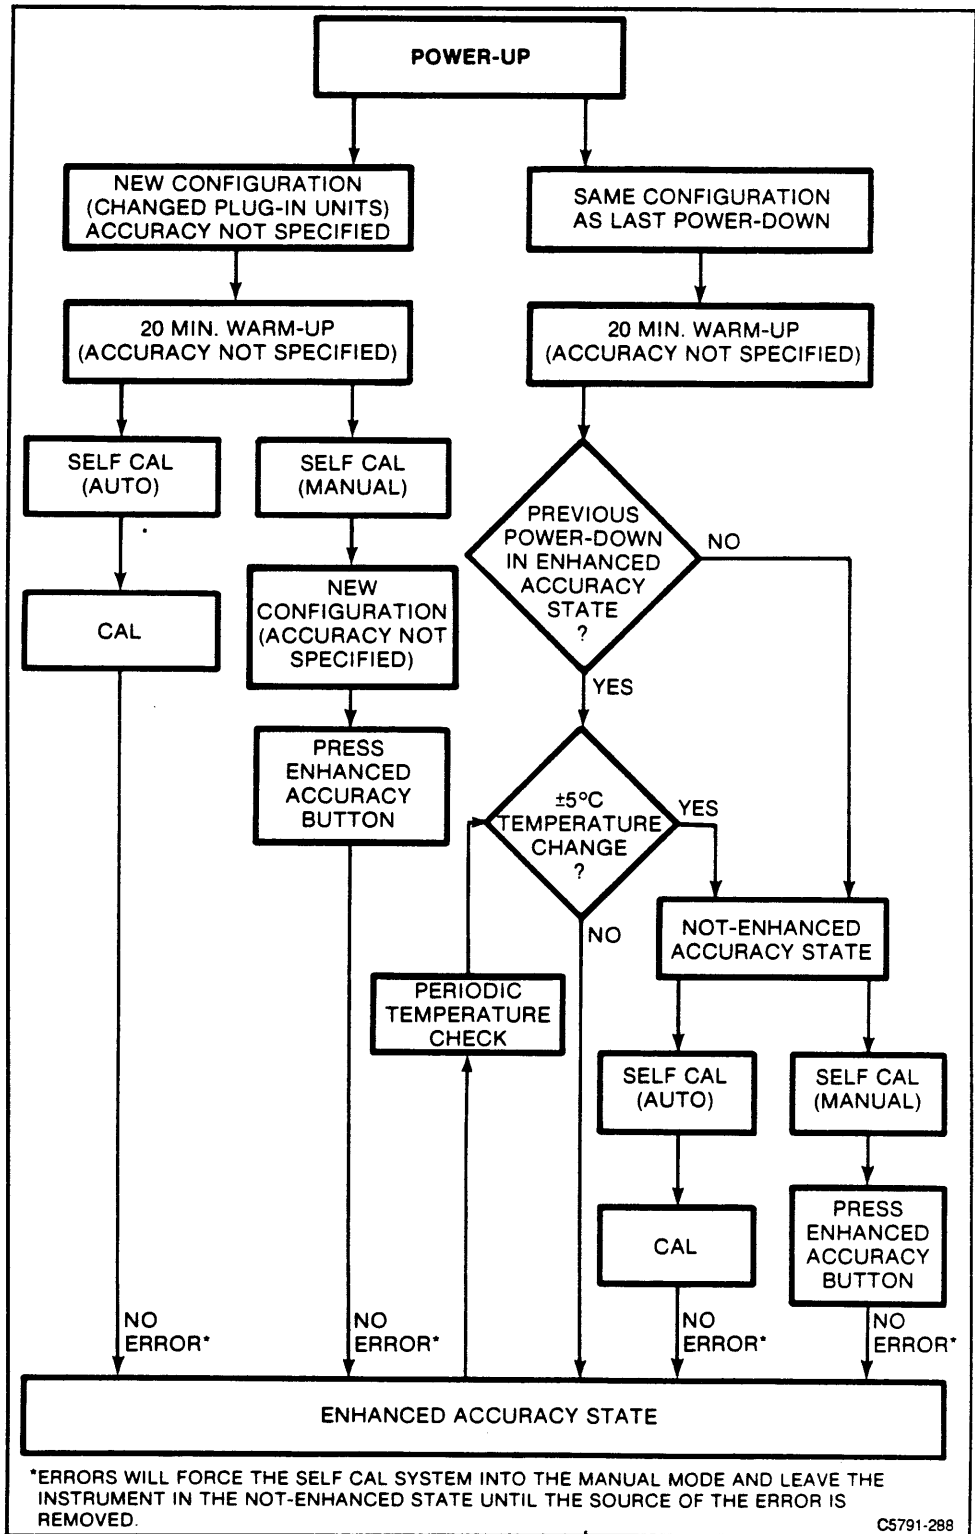 POWER-UP
NEW CONFIGURATION
(CHANGED PLUG-IN UNITS)
ACCURACY NOT SPECIFIED
SAME CONFIGURATION
AS LAST POWER-DOWN
20 MIN. WARM-UP
(ACCURACY NOT SPECIFIED)
20 MIN. WARM-UP
(ACCURACY NOT SPECIFIED)
SELF CAL
(AUTO)
SELF CAL
(MANUAL)
PREVIOUS
POWER-DOWN
IN ENHANCED
ACCURACY
STATE
?
NO
YES
CAL
NEW
CONFIGURATION
(ACCURACY NOT
SPECIFIED)
PRESS
ENHANCED
ACCURACY
BUTTON
±5°C
TEMPERATURE
CHANGE
?
YES
NO
NOT-ENHANCED
ACCURACY STATE
PERIODIC
TEMPERATURE
CHECK
SELF CAL
(AUTO)
SELF CAL
(MANUAL)
CAL
PRESS
ENHANCED
ACCURACY
BUTTON
NO
ERROR*
NO
ERROR*
NO
ERROR*
NO
ERROR*
ENHANCED ACCURACY STATE
*ERRORS WILL FORCE THE SELF CAL SYSTEM INTO THE MANUAL MODE AND LEAVE THE
INSTRUMENT IN THE NOT-ENHANCED STATE UNTIL THE SOURCE OF THE ERROR IS
REMOVED.
C5791-288